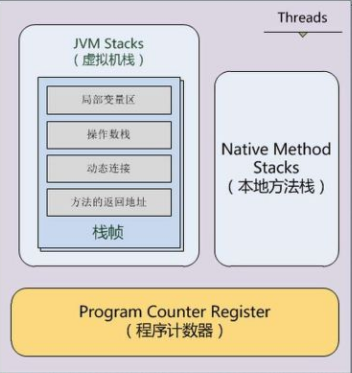 Threads
JVM Stacks
（虚拟机栈）
局部变量区
操作数栈
动态连接
方法的返回地址
栈帧
Native Method
Stacks
（本地方法栈）
Program Counter Register
（程序计数器）